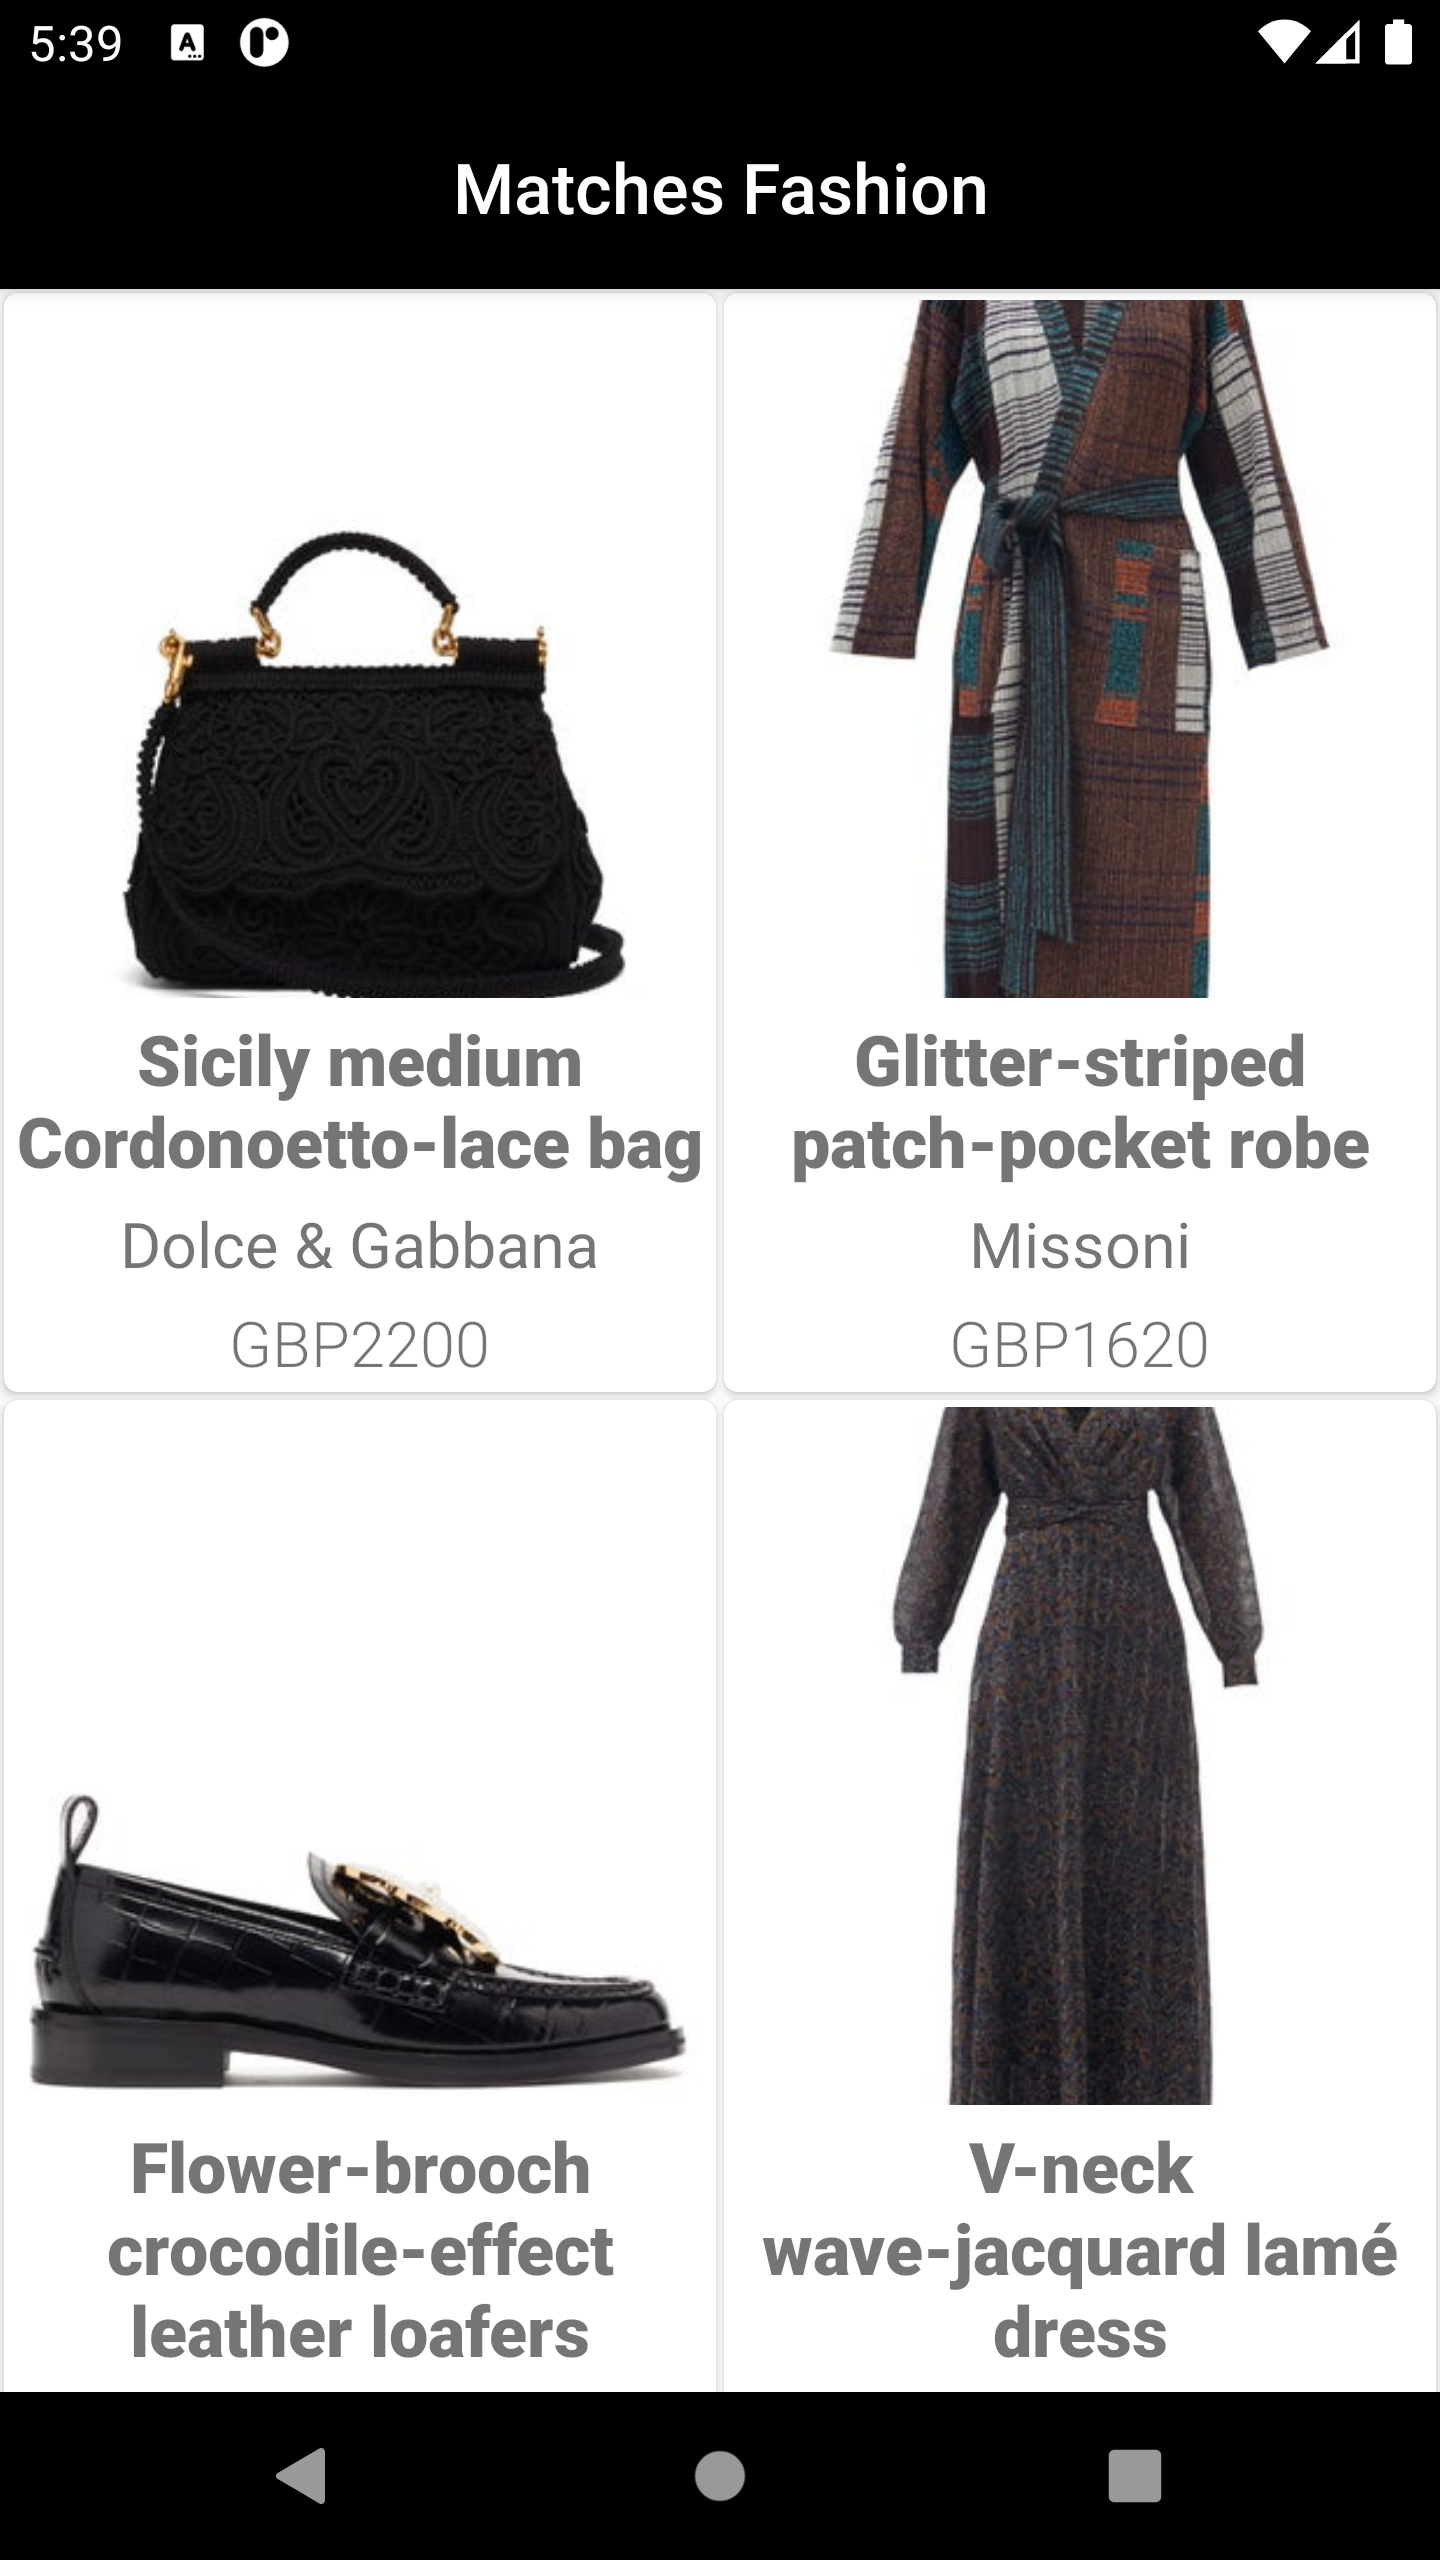 5:39
Matches Fashion
Sicily medium
Cordonoetto-lace bag
Dolce & Gabbana
GBP2200
Glitter-striped
patch-pocket robe
Missoni
GBP1620
Flower-brooch
crocodile-effect
leather loafers
V-neck
wave-jacquard lamé
dress